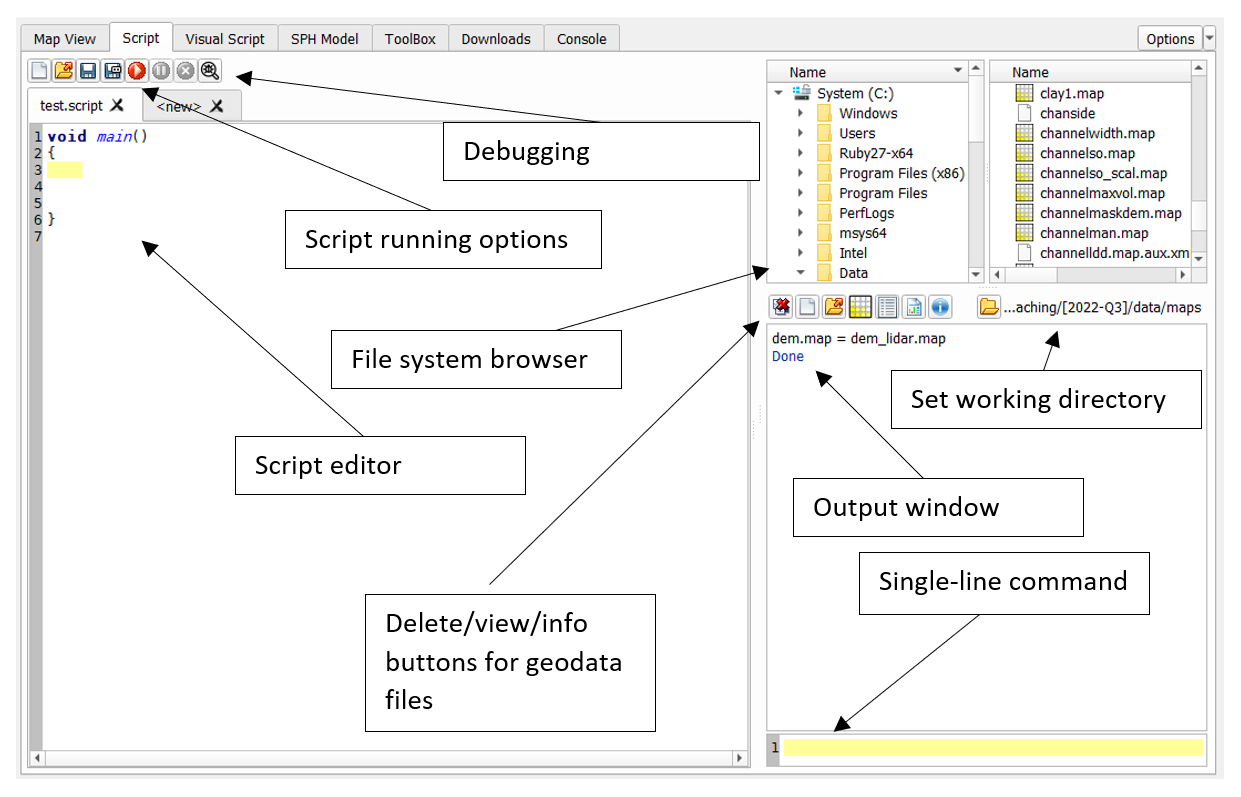 Map View Script Visual Script SPH Model ToolBox Downloads Console Options
test.script <new>
1 void main()
2 {
3
4
5
6 }
7
Debugging
Script running options
File system browser
Script editor
Delete/view/info
buttons for geodata
files
Name
System (C:)
Windows
Users
Ruby27-x64
Program Files (x86)
Program Files
PerfLogs
msys64
Intel
Data
Name
clay1.map
chanside
channelwidth.map
channelso.map
channelso_scal.map
channelmaxvol.map
channelmaskdem.map
channelman.map
channelldd.map.aux.xm
...aching/[2022-Q3]/data/maps
dem.map = dem_lidar.map
Done
Set working directory
Output window
Single-line command
1